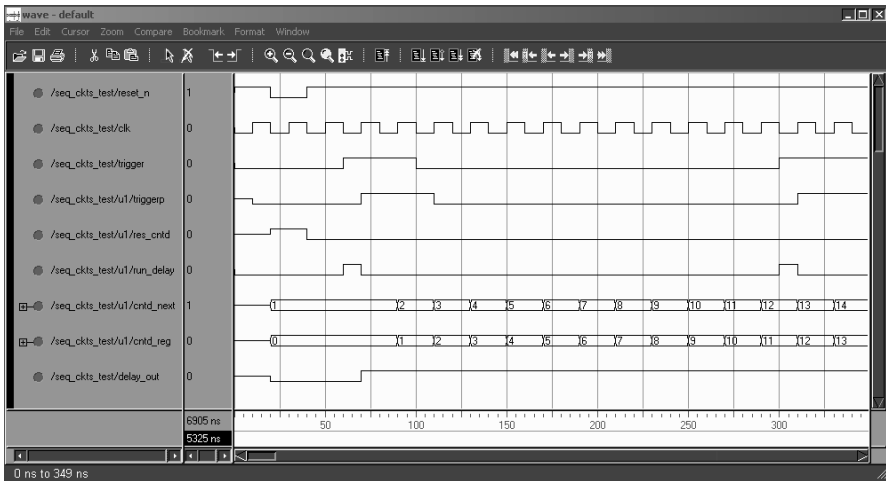 wave - default
File Edit Cursor Zoom Compare Bookmark Format Window
/seq_ckts_test/reset_n 1
/seq_ckts_test/clk 0
/seq_ckts_test/trigger 0
/seq_ckts_test/u1/triggerp 0
/seq_ckts_test/u1/res_cntd 0
/seq_ckts_test/u1/run_delay 0
/seq_ckts_test/u1/cntd_next 1 1 2 3 4 5 6 7 8 9 10 11 12 13 14
/seq_ckts_test/u1/cntd_reg 0 0 1 2 3 4 5 6 7 8 9 10 11 12 13
/seq_ckts_test/delay_out 0
6905 ns
50 100 150 200 250 300
5325 ns
0 ns to 349 ns